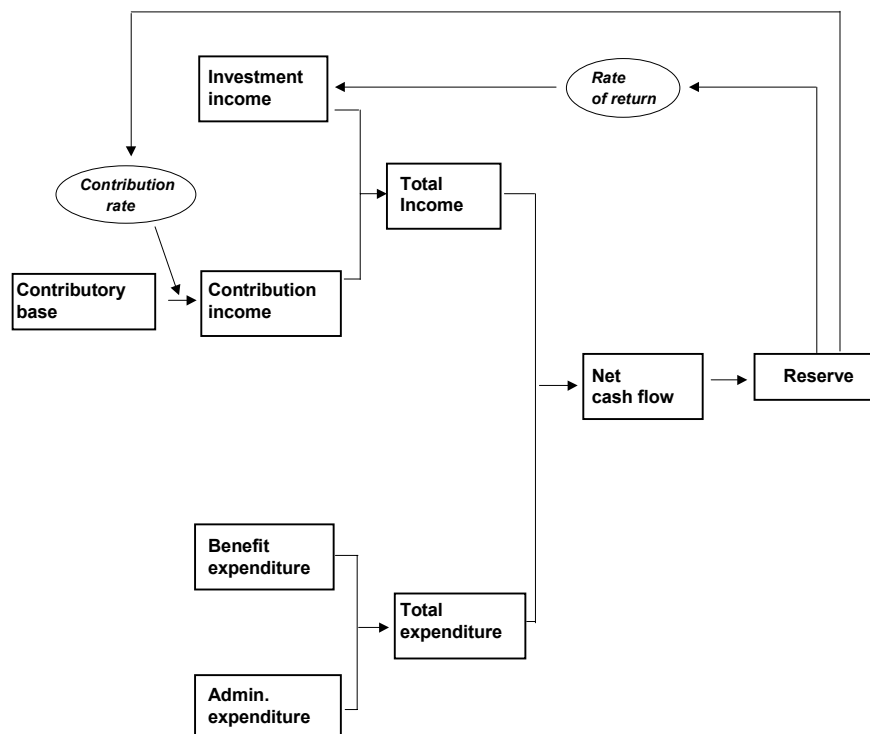 Investment
income
Rate
of return
Contribution
rate
Total
Income
Contributory
base
Contribution
income
Net
cash flow
Reserve
Benefit
expenditure
Total
expenditure
Admin.
expenditure